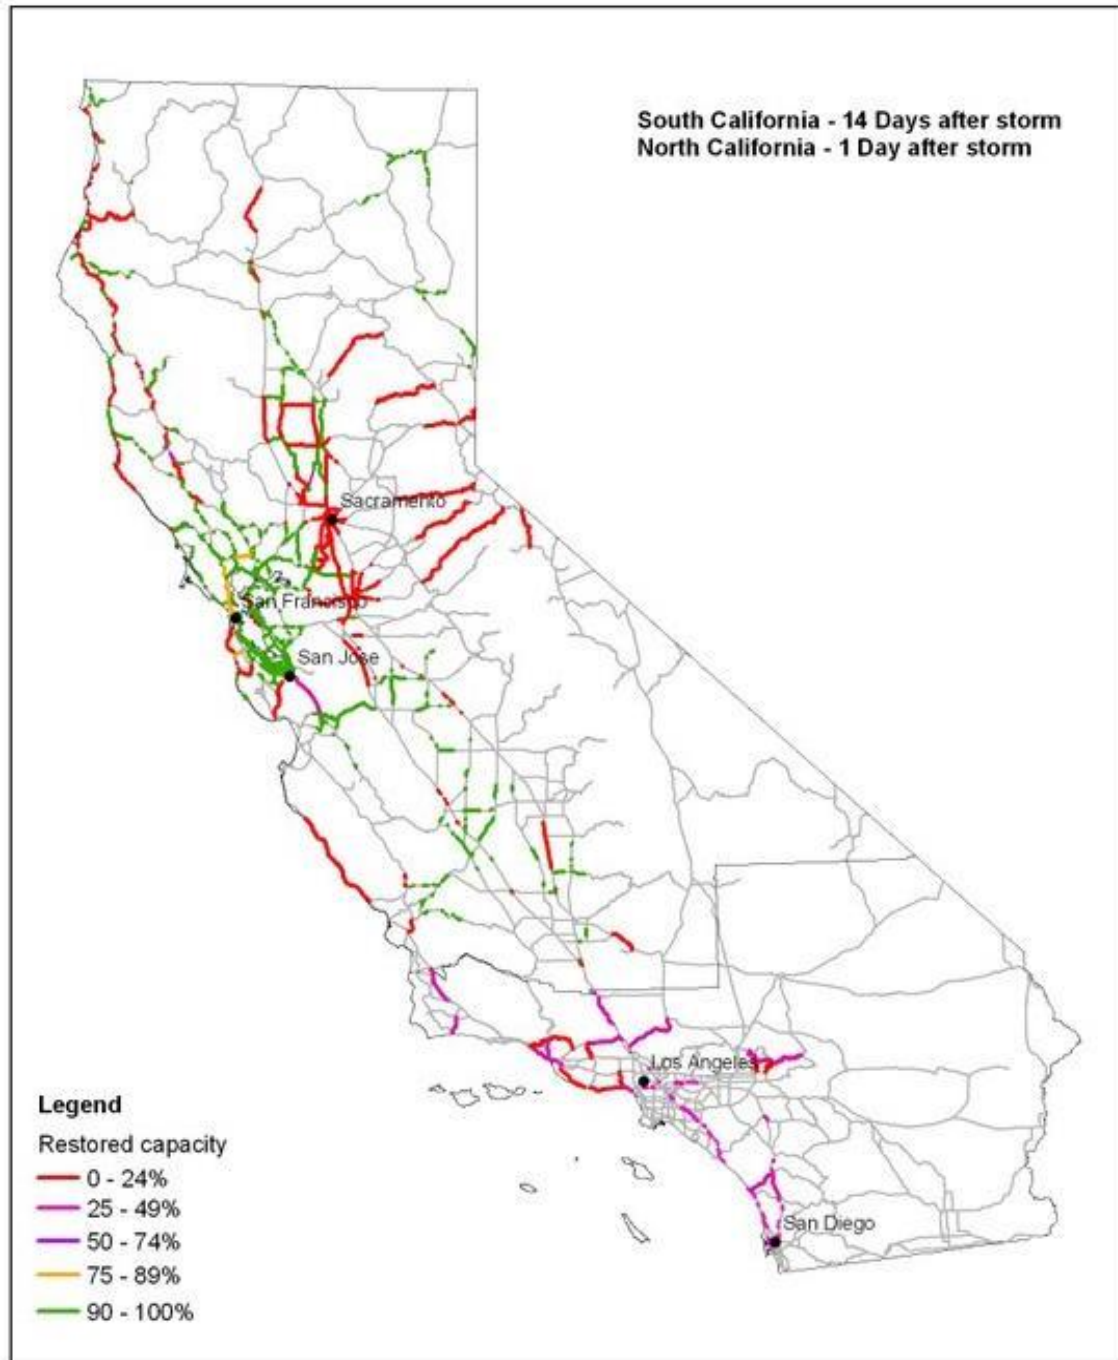 South California - 14 Days after storm
North California - 1 Day after storm
Sacramento
San Francisco
San Jose
Los Angeles
San Diego
Legend
Restored capacity
0 - 24%
25 - 49%
50 - 74%
75 - 89%
90 - 100%